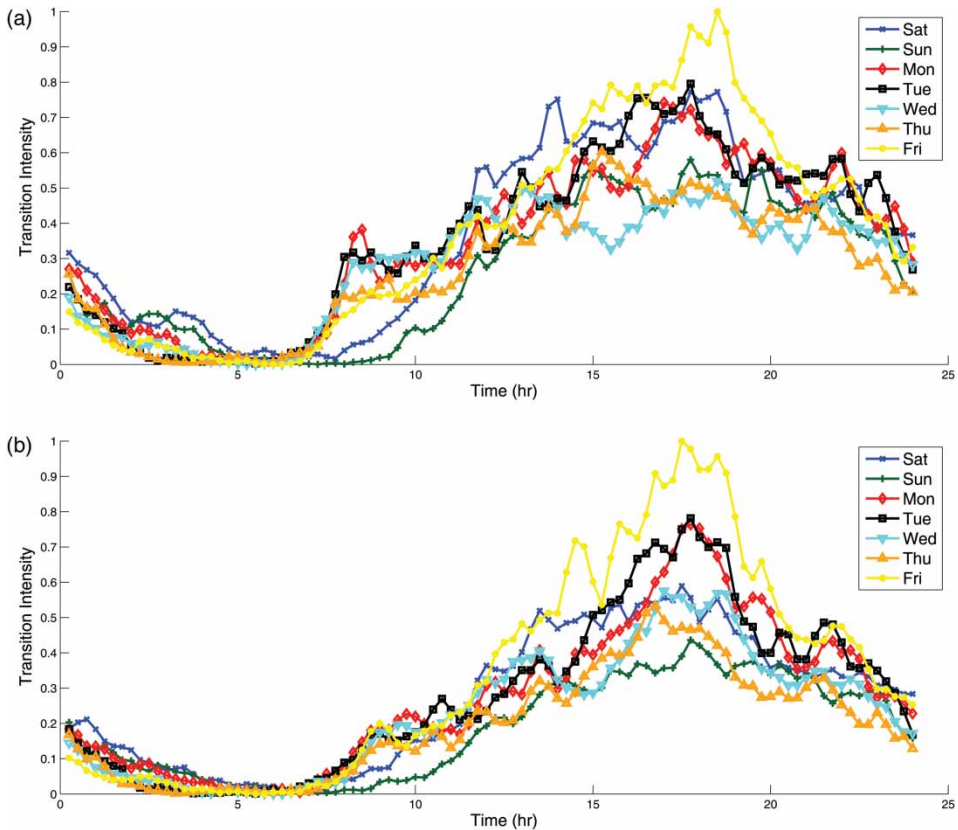 (a)
1
0.9
0.8
0.7
0.6
0.5
0.4
0.3
0.2
0.1
0
Transition Intensity
0 5 10 15 20 25
Time (hr)
Sat
Sun
Mon
Tue
Wed
Thu
Fri
(b)
1
0.9
0.8
0.7
0.6
0.5
0.4
0.3
0.2
0.1
0
Transition Intensity
0 5 10 15 20 25
Time (hr)
Sat
Sun
Mon
Tue
Wed
Thu
Fri